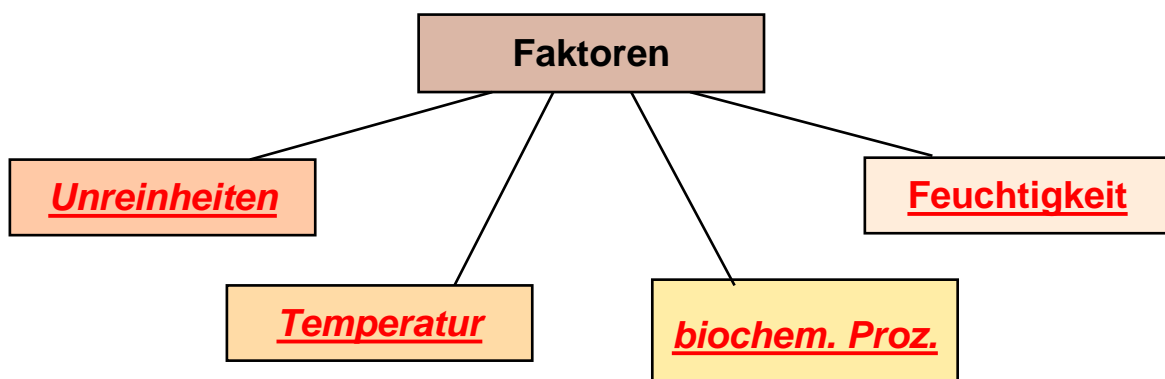 Faktoren
Unreinheiten
Feuchtigkeit
Temperatur
biochem. Proz.